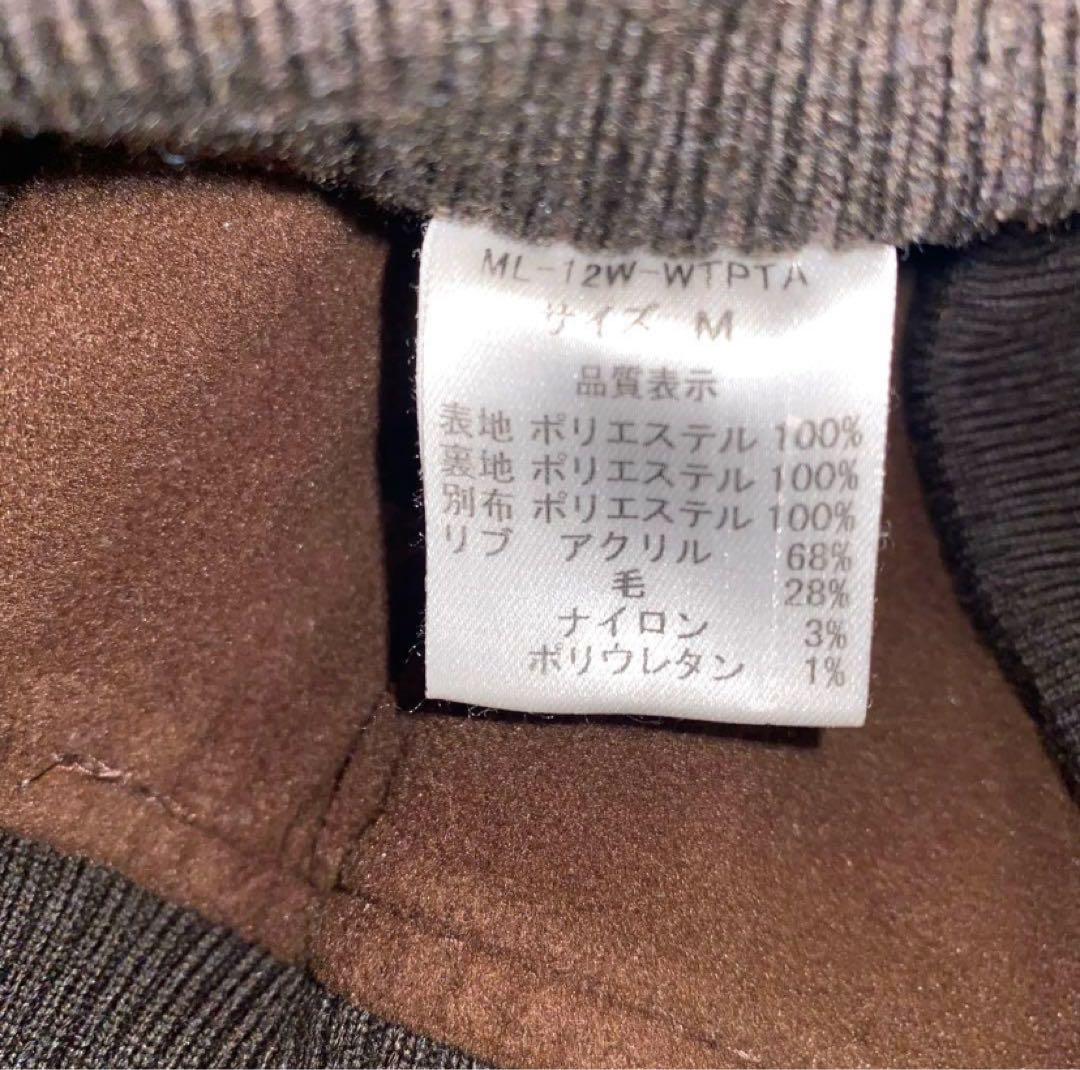 ML-12W-WTPTA
サイズ M
品質表示
表地 ポリエステル 100%
裏地 ポリエステル 100%
別布 ポリエステル 100%
リブ アクリル 68%
毛 28%
ナイロン 3%
ポリウレタン 1%